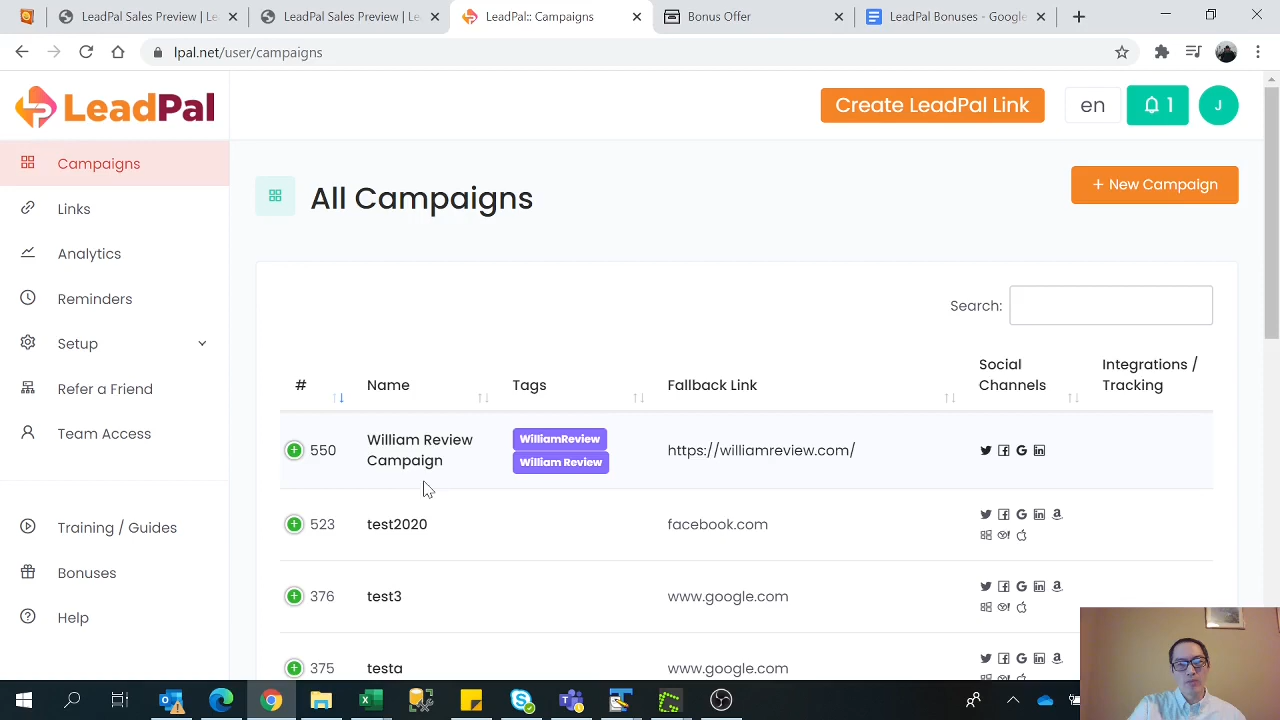 LeadPal Sales Preview | Le
LeadPal Sales Preview | Le
LeadPal:: Campaigns
Bonus Offer
LeadPal Bonuses - Google
lpal.net/user/campaigns
LeadPal
Create LeadPal Link
en
1
J
Campaigns
Links
Analytics
Reminders
Setup
Refer a Friend
Team Access
Training / Guides
Bonuses
Help
All Campaigns
+ New Campaign
Search:
# Name Tags Fallback Link Social Channels Integrations / Tracking
550 William Review Campaign WilliamReview William Review https://williamreview.com/
523 test2020 facebook.com
376 test3 www.google.com
375 testa www.google.com